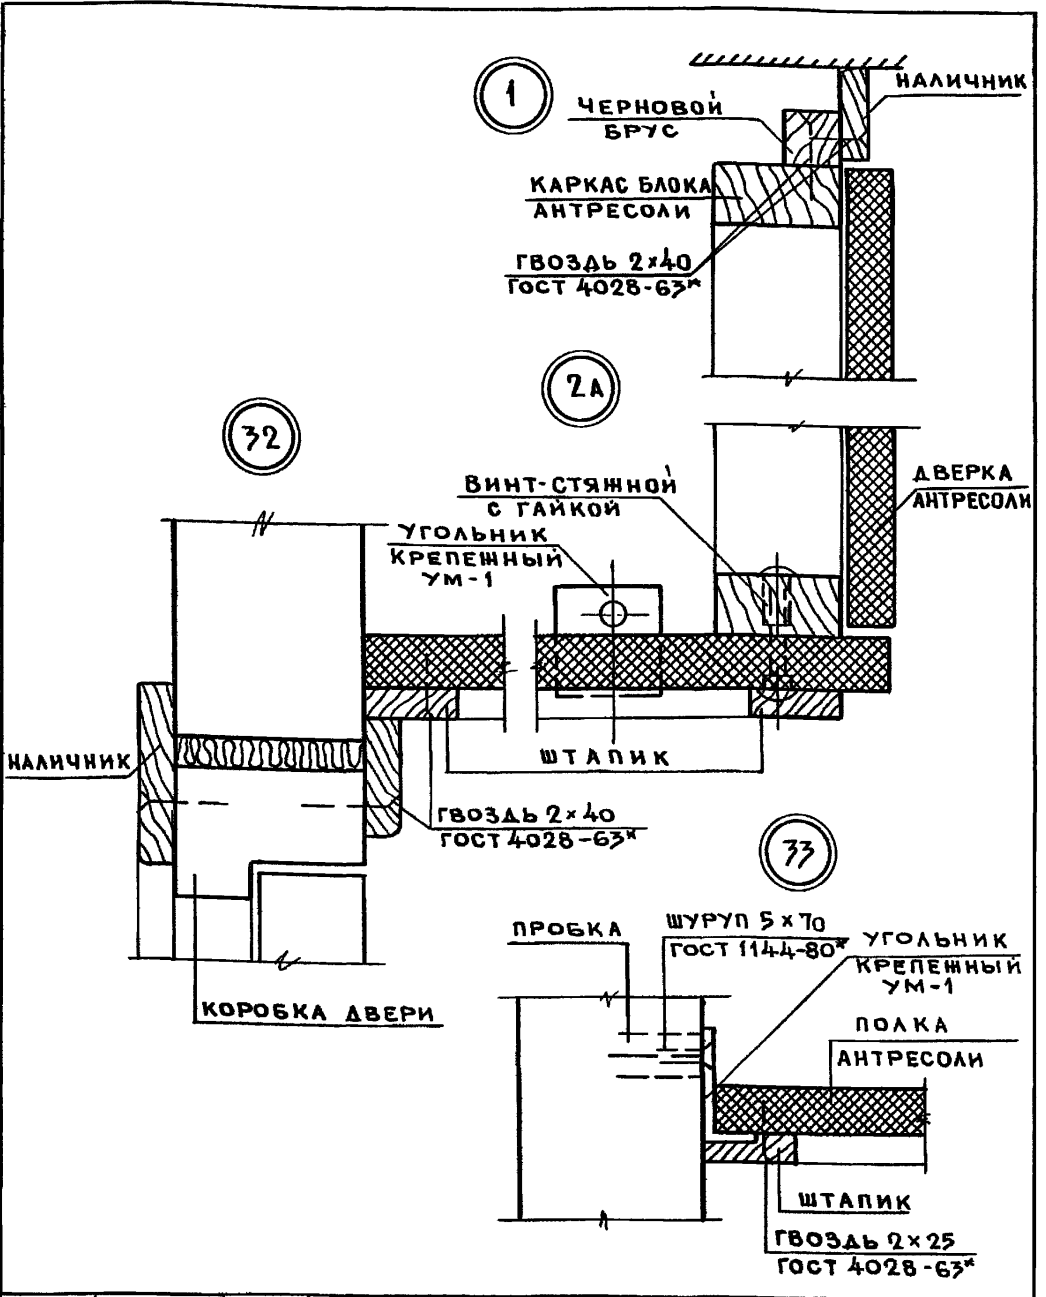 1
НАЛИЧНИК
ЧЕРНОВОЙ
БРУС
КАРКАС БЛОКА
АНТРЕСОЛИ
ГВОЗДЬ 2×40
ГОСТ 4028-63*
2А
32
ДВЕРКА
АНТРЕСОЛИ
ВИНТ-СТЯЖНОЙ
С ГАЙКОЙ
УГОЛЬНИК
КРЕПЕЖНЫЙ
УМ-1
НАЛИЧНИК
ШТАПИК
ГВОЗДЬ 2×40
ГОСТ 4028-63*
33
ПРОБКА
ШУРУП 5×70
ГОСТ 1144-80*
УГОЛЬНИК
КРЕПЕЖНЫЙ
УМ-1
КОРОБКА ДВЕРИ
ПОЛКА
АНТРЕСОЛИ
ШТАПИК
ГВОЗДЬ 2×25
ГОСТ 4028-63*